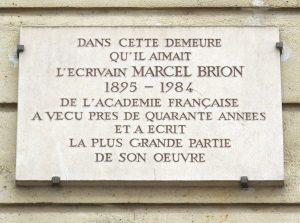 DANS CETTE DEMEURE
QU'IL AIMAIT
L'ECRIVAIN MARCEL BRION
1895 - 1984
DE L'ACADEMIE FRANÇAISE
A VECU PRES DE QUARANTE ANNEES
ET A ECRIT
LA PLUS GRANDE PARTIE
DE SON OEUVRE